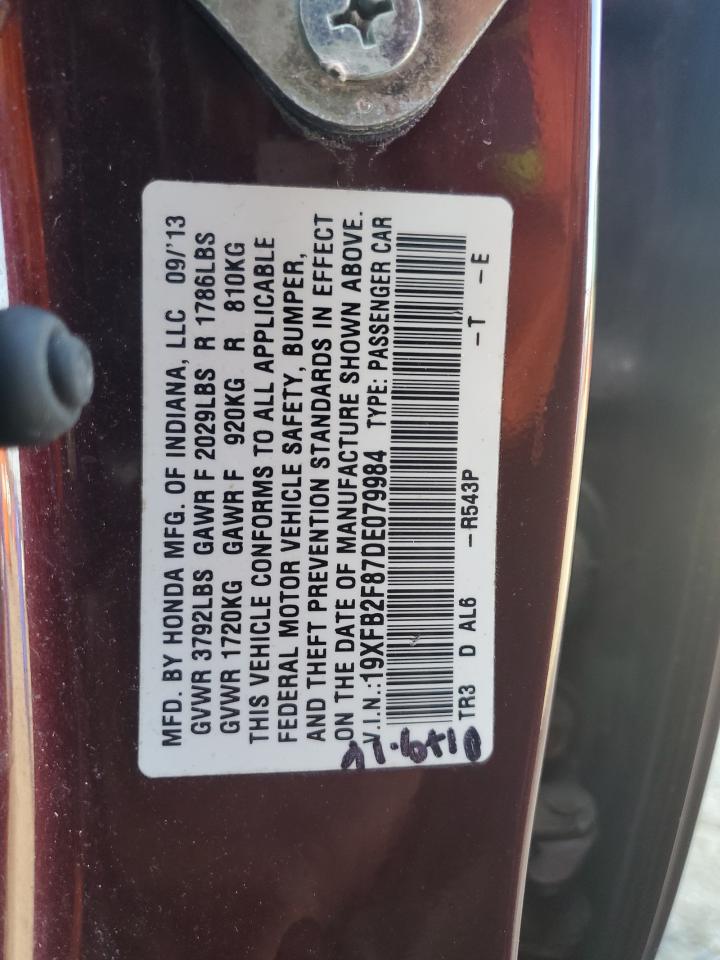 MFD. BY HONDA MFG. OF INDIANA, LLC 09/'13
GVWR 3792LBS GAWR F 2029LBS R 1786LBS
GVWR 1720KG GAWR F 920KG R 810KG
THIS VEHICLE CONFORMS TO ALL APPLICABLE
FEDERAL MOTOR VEHICLE SAFETY, BUMPER,
AND THEFT PREVENTION STANDARDS IN EFFECT
ON THE DATE OF MANUFACTURE SHOWN ABOVE.
V.I.N.:19XFB2F87DE079984 TYPE: PASSENGER CAR
TR3 D AL6 –R543P –T –E